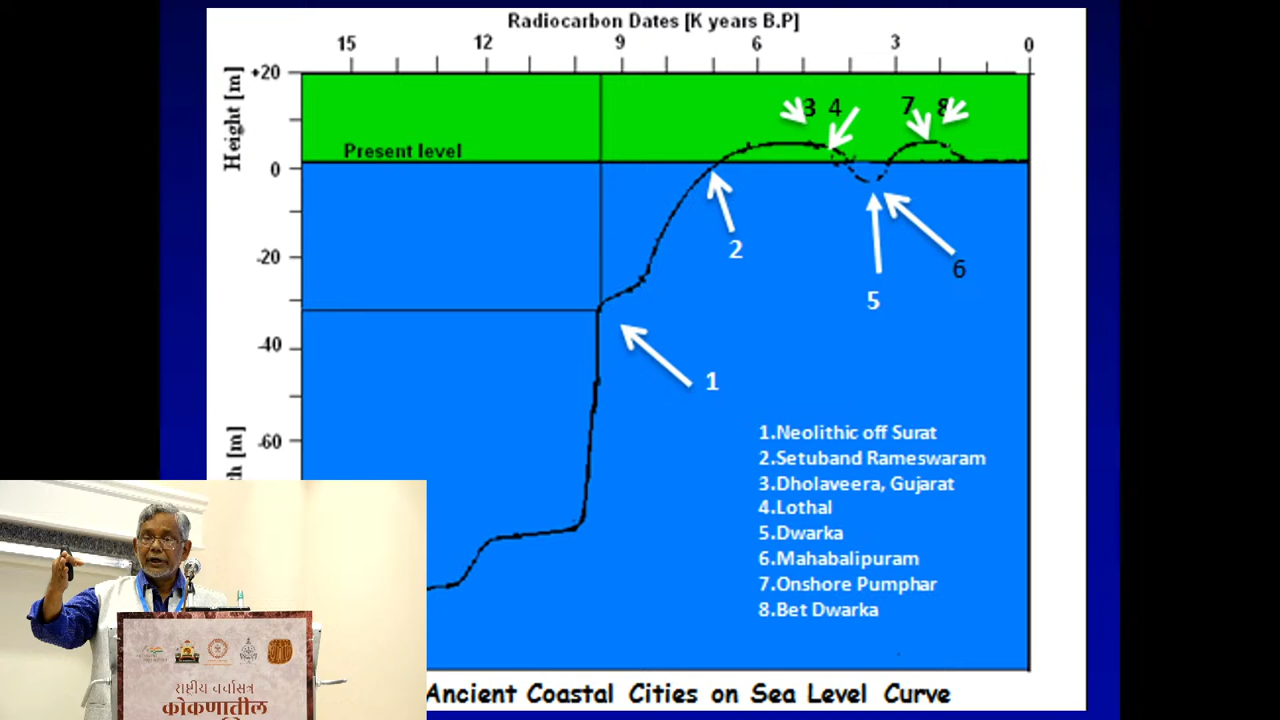 Radiocarbon Dates [K years B.P]
15 12 9 6 3 0
+20
Height [m]
3 4 7 8
Present level
0
2
-20
6
5
-40
1
1.Neolithic off Surat
-60
2.Setuband Rameswaram
3.Dholaveera, Gujarat
4.Lothal
5.Dwarka
6.Mahabalipuram
7.Onshore Pumphar
8.Bet Dwarka
Ancient Coastal Cities on Sea Level Curve
राष्ट्रीय चर्चासत्र
कोकणातील